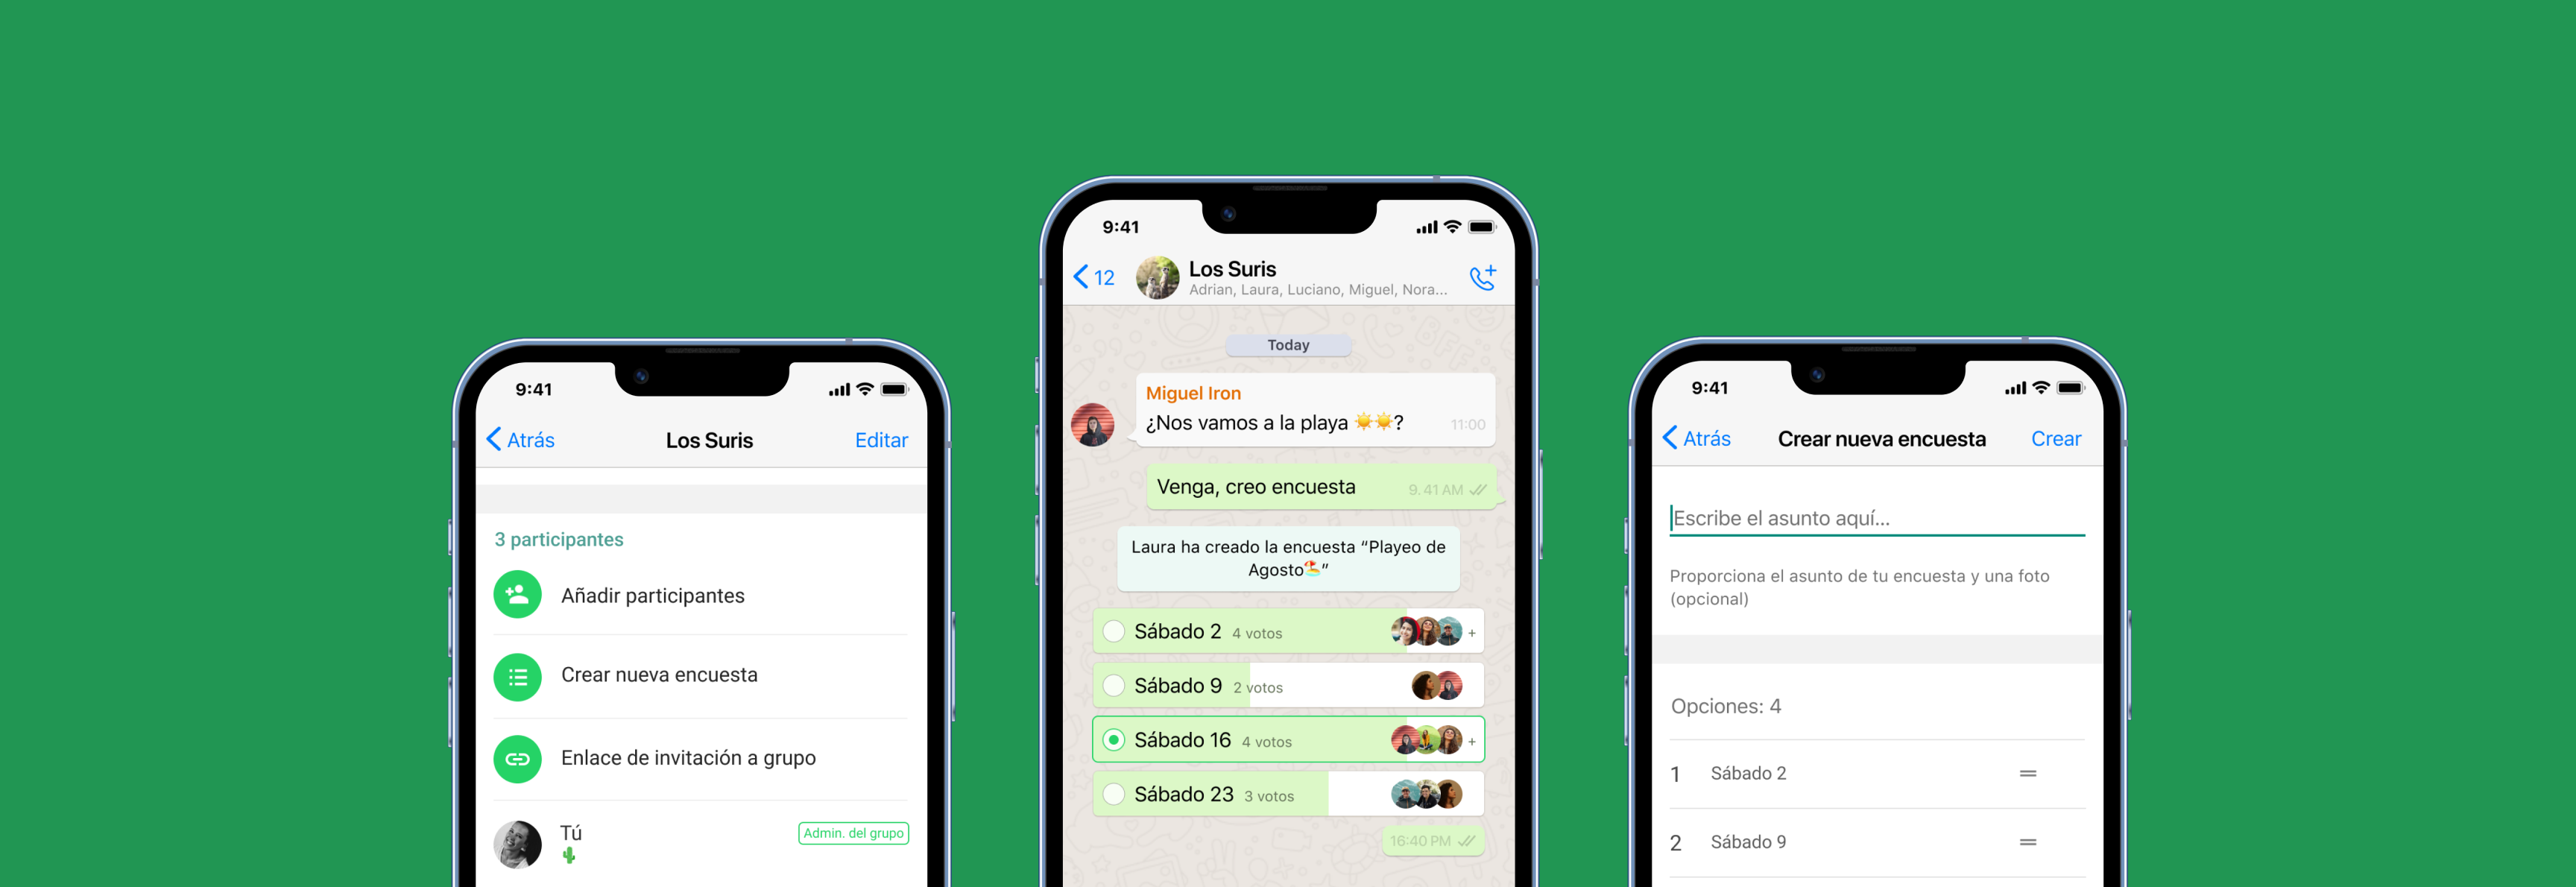 9:41
Atrás
Los Suris
Editar
3 participantes
Añadir participantes
Crear nueva encuesta
Enlace de invitación a grupo
Tú
Admin. del grupo
9:41
12
Los Suris
Adrian, Laura, Luciano, Miguel, Nora...
Today
Miguel Iron
¿Nos vamos a la playa ☀️☀️?
11:00
Venga, creo encuesta
9.41 AM
Laura ha creado la encuesta “Playeo de
Agosto🏖️”
Sábado 2 4 votos
+
Sábado 9 2 votos
Sábado 16 4 votos
+
Sábado 23 3 votos
16:40 PM
9:41
Atrás
Crear nueva encuesta
Crear
Escribe el asunto aquí...
Proporciona el asunto de tu encuesta y una foto
(opcional)
Opciones: 4
1 Sábado 2
2 Sábado 9